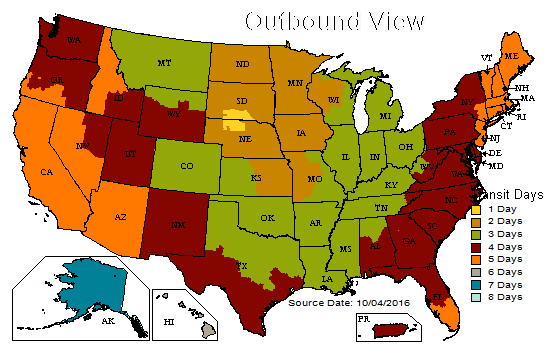 Outbound View
WA
MT
ND
MN
VT
ME
OR
ID
SD
WI
MI
NY
NH
MA
RI
CT
WY
NE
IA
PA
NJ
NV
UT
CO
IL
IN
OH
WV
DE
MD
CA
KS
MO
KY
VA
AZ
NM
OK
AR
TN
NC
SC
TX
LA
MS
AL
GA
FL
nsit Days
1 Day
2 Days
3 Days
4 Days
5 Days
6 Days
7 Days
8 Days
Source Date: 10/04/2016
AK
HI
PR